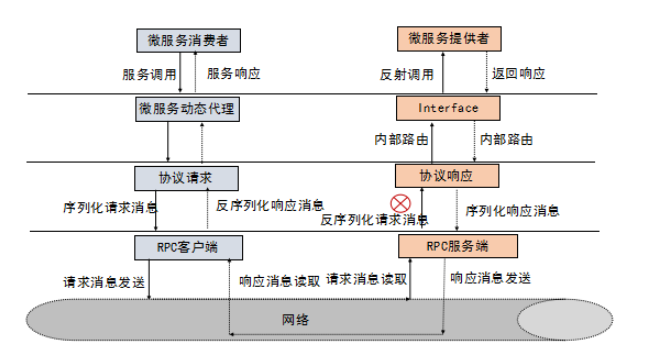 微服务消费者
微服务提供者
服务调用
服务响应
反射调用
返回响应
微服务动态代理
Interface
内部路由
内部路由
协议请求
协议响应
序列化请求消息
反序列化响应消息
反序列化请求消息
序列化响应消息
RPC客户端
RPC服务端
请求消息发送
响应消息读取
请求消息读取
响应消息发送
网络